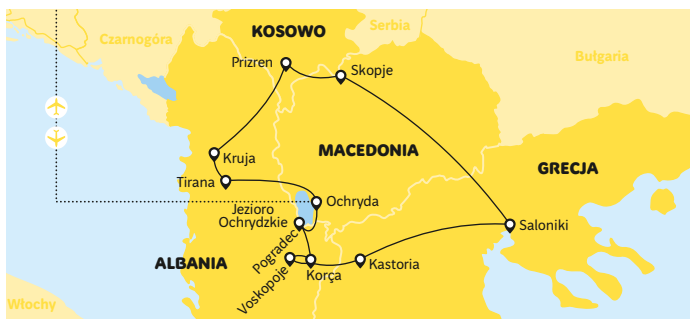 KOSOWO
Serbia
Czarnogóra
Bułgaria
Prizren
Skopje
MACEDONIA
Kruja
GRECJA
Tirana
Ochryda
Jezioro
Ochrydzkie
Saloniki
Pogradec
ALBANIA
Voskopoje
Korça
Kastoria
Włochy